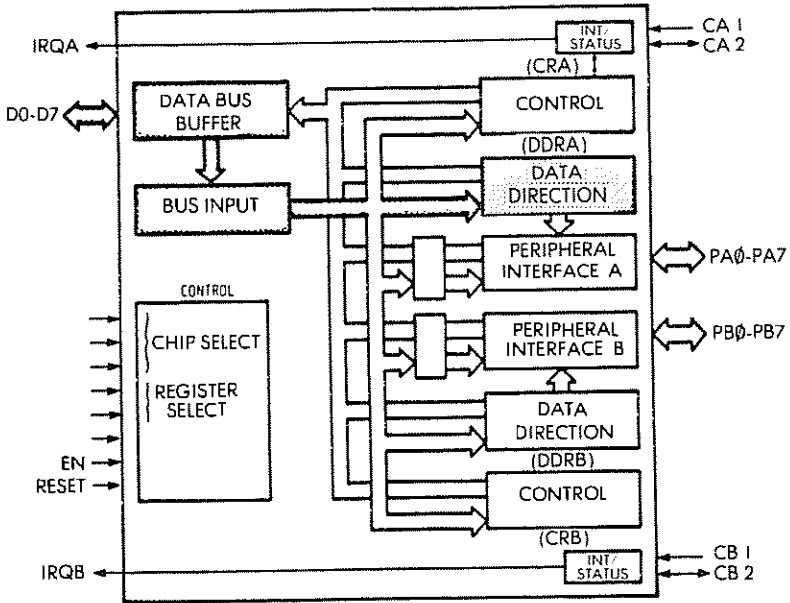 IRQA
INT/
STATUS
CA 1
CA 2
(CRA)
D0-D7
DATA BUS
BUFFER
CONTROL
(DDRA)
BUS INPUT
DATA
DIRECTION
PERIPHERAL
INTERFACE A
PAØ-PA7
CONTROL
CHIP SELECT
REGISTER
SELECT
EN
RESET
PERIPHERAL
INTERFACE B
PBØ-PB7
DATA
DIRECTION
(DDRB)
CONTROL
(CRB)
IRQB
INT/
STATUS
CB 1
CB 2